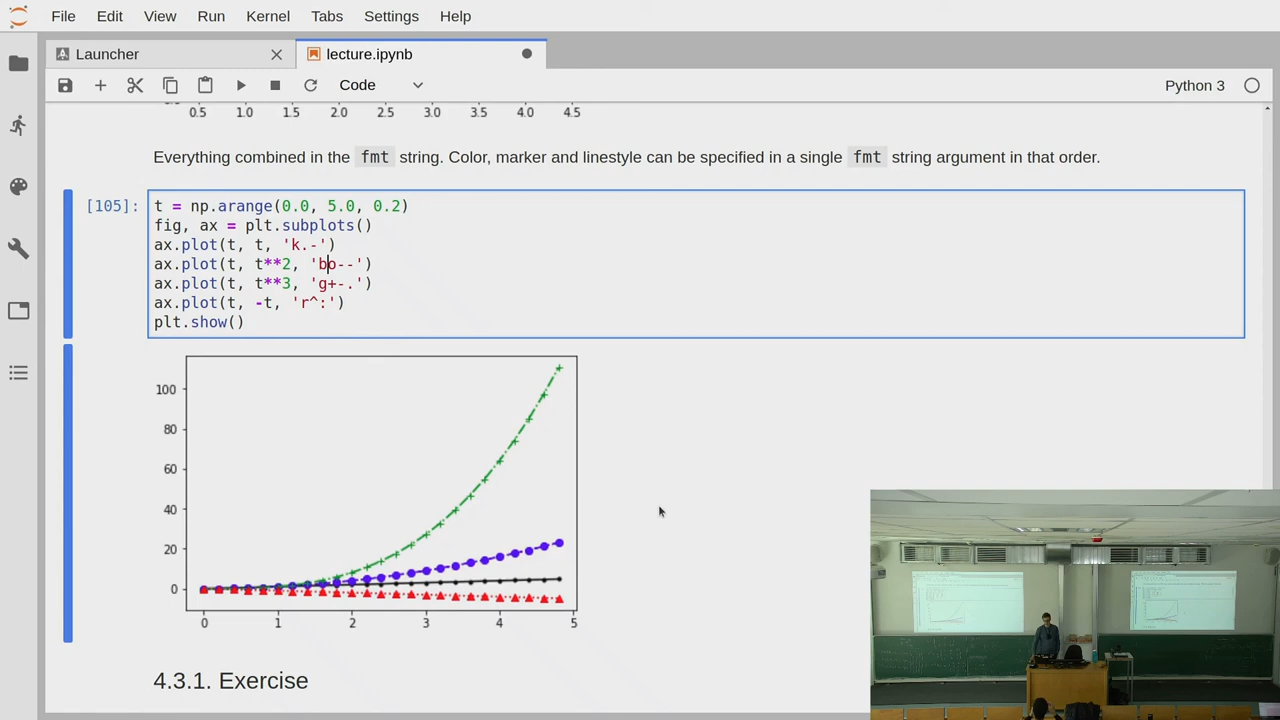 File Edit View Run Kernel Tabs Settings Help
Launcher
lecture.ipynb
Code
Python 3
0.5 1.0 1.5 2.0 2.5 3.0 3.5 4.0 4.5
Everything combined in the fmt string. Color, marker and linestyle can be specified in a single fmt string argument in that order.
[105]:
t = np.arange(0.0, 5.0, 0.2)
fig, ax = plt.subplots()
ax.plot(t, t, 'k.-')
ax.plot(t, t**2, 'bo--')
ax.plot(t, t**3, 'g+-.')
ax.plot(t, -t, 'r^:')
plt.show()
100
80
60
40
20
0
0 1 2 3 4 5
4.3.1. Exercise